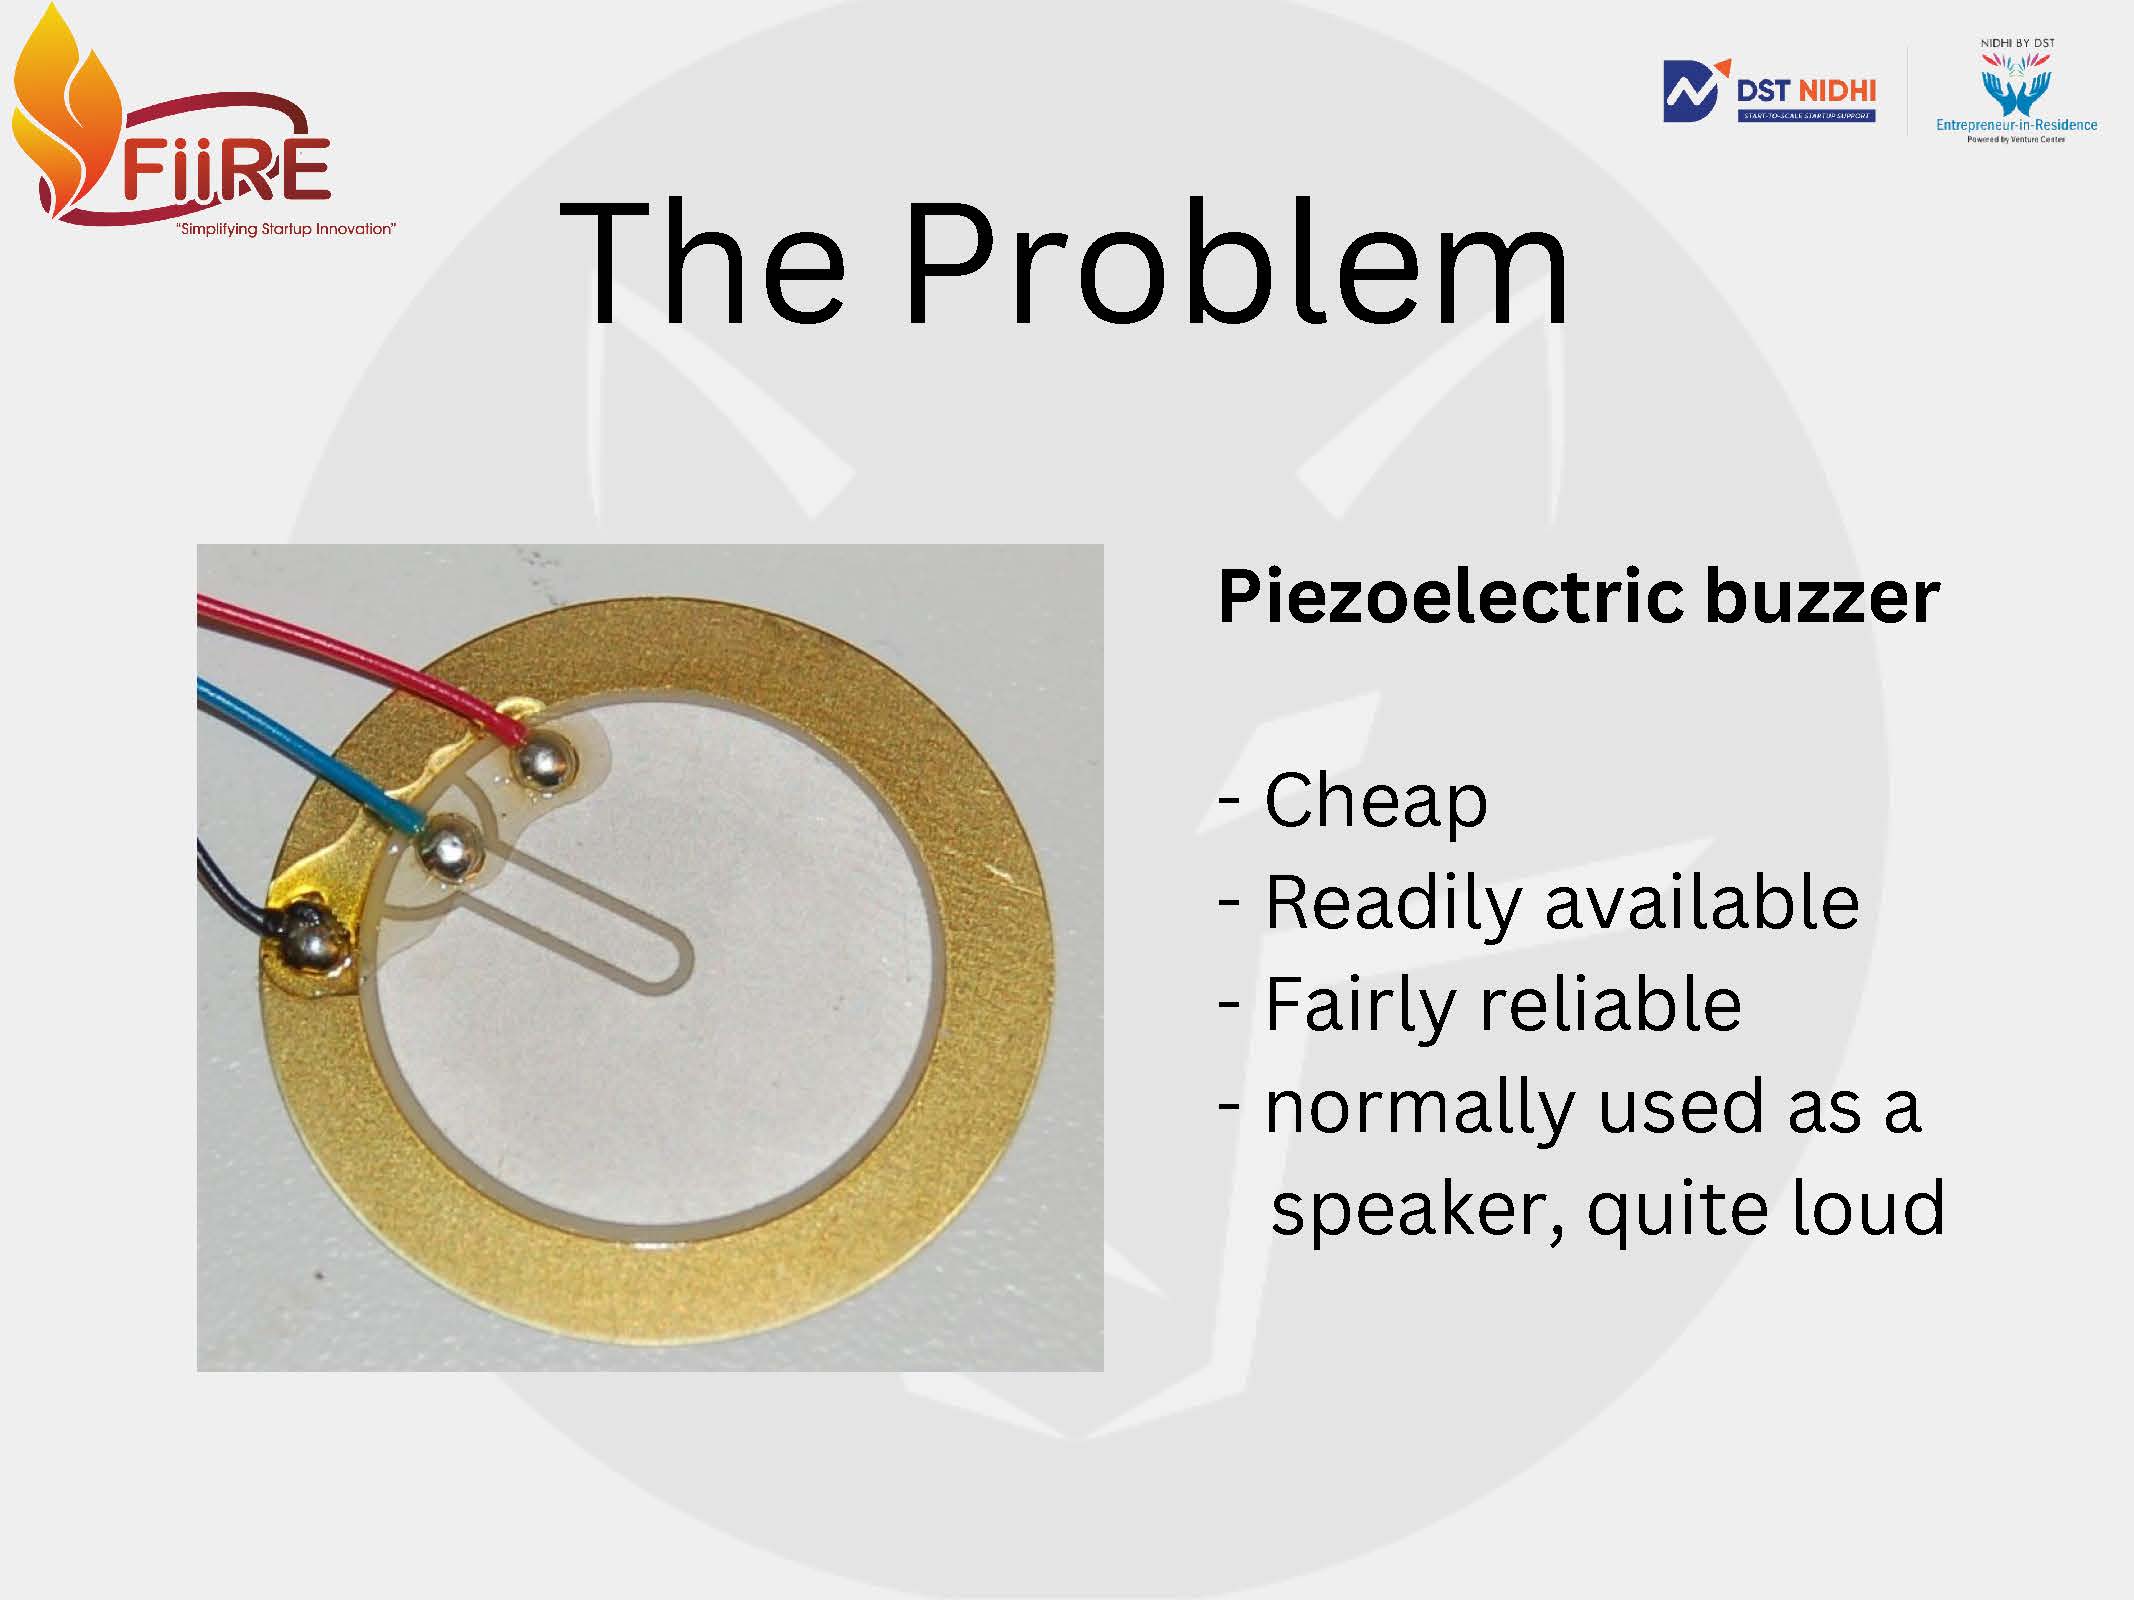 FiiRE
"Simplifying Startup Innovation"
DST NIDHI
START-TO-SCALE STARTUP SUPPORT
NIDHI BY DST
Entrepreneur-in-Residence
Powered by Venture Center
The Problem
Piezoelectric buzzer
- Cheap
- Readily available
- Fairly reliable
- normally used as a
speaker, quite loud